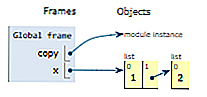 Frames Objects
Global frame
copy module instance
x
list list
0 1 0
1 2